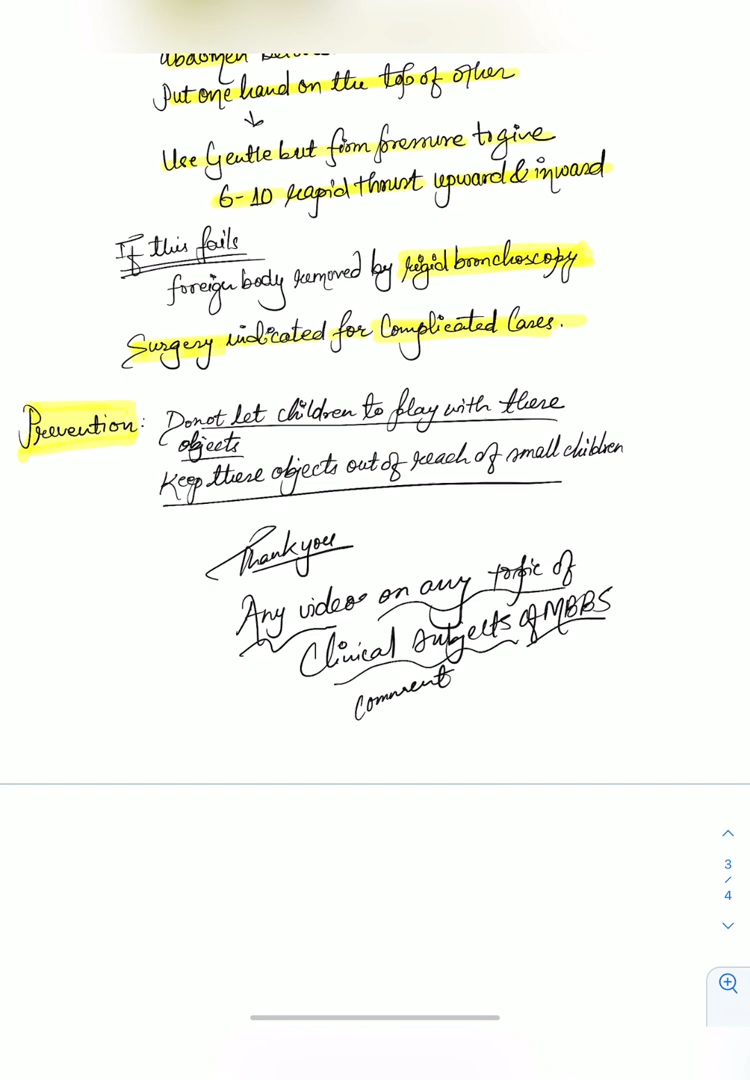 abdomen
Put one hand on the top of other
Use Gentle but firm pressure to give
6-10 rapid thrust upward & inward
If this fails
foreign body removed by rigid bronchoscopy
Surgery indicated for Complicated Cases.
Prevention: Donot let children to play with these
objects
Keep these objects out of reach of small children
Thank you
Any video on any topic of
Clinical subjects of MBBS
comment
3
/
4